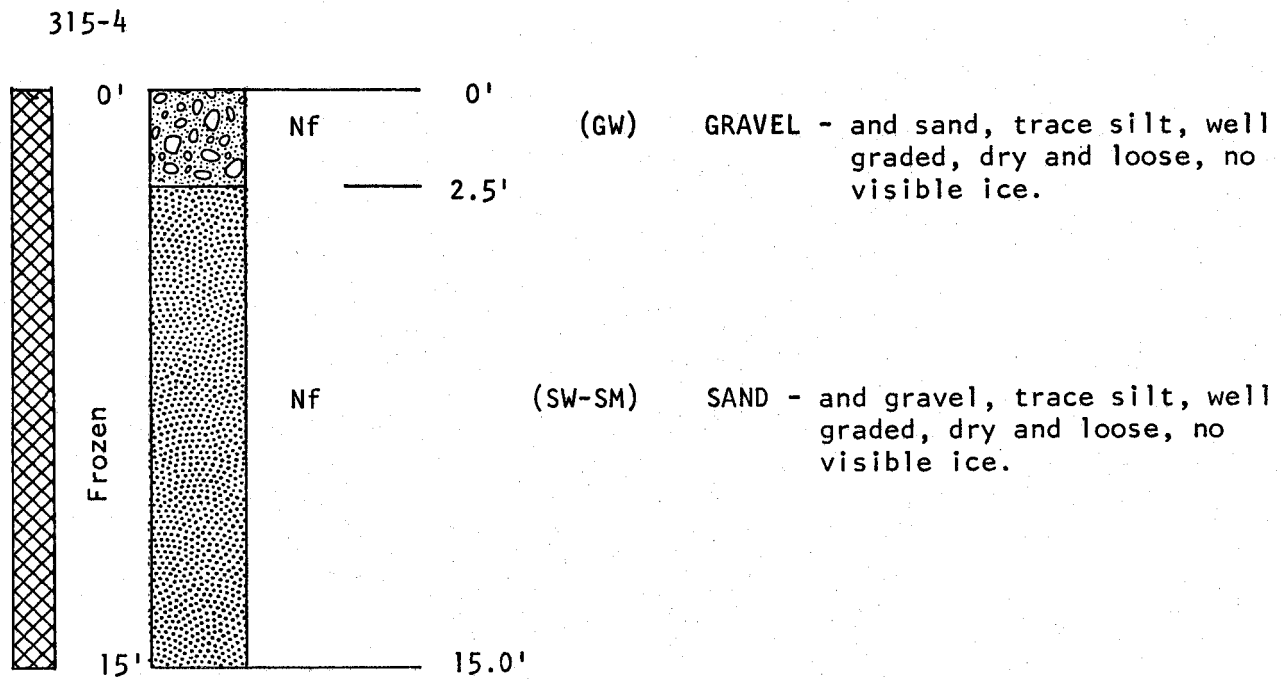 315-4
0' 0'
Nf (GW) GRAVEL - and sand, trace silt, well
graded, dry and loose, no
visible ice.
2.5'
Nf (SW-SM) SAND - and gravel, trace silt, well
graded, dry and loose, no
visible ice.
Frozen
15' 15.0'